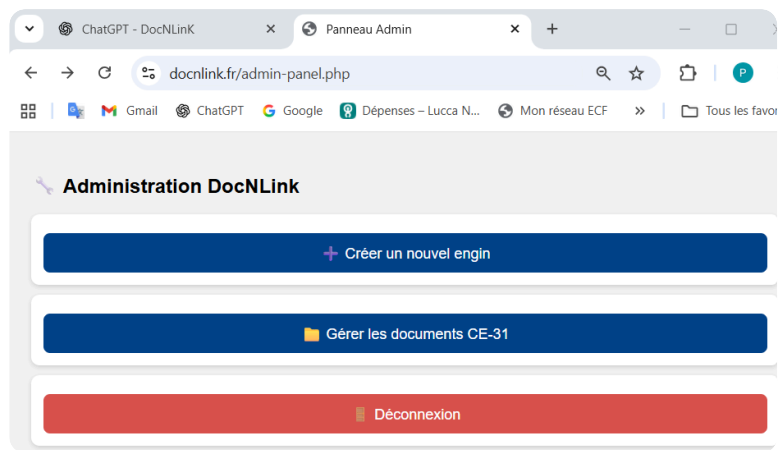 ChatGPT - DocNLinK
Panneau Admin
docnlink.fr/admin-panel.php
P
Gmail
ChatGPT
Google
Dépenses – Lucca N...
Mon réseau ECF
»
Tous les favor
Administration DocNLink
Créer un nouvel engin
Gérer les documents CE-31
Déconnexion